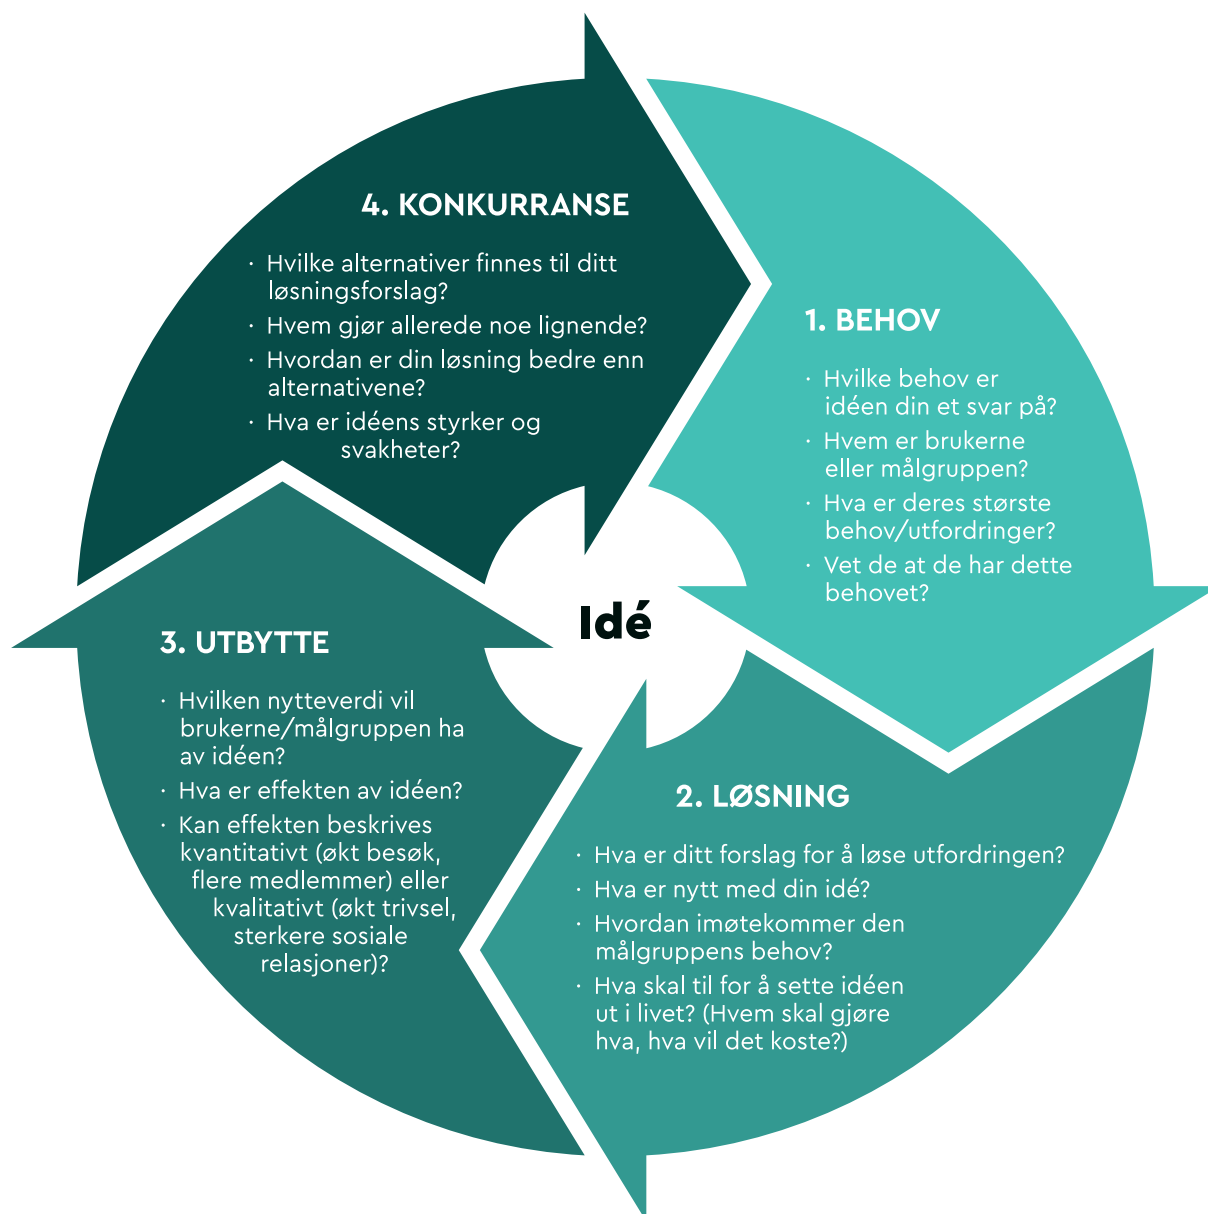 4. KONKURRANSE
· Hvilke alternativer finnes til ditt
løsningsforslag?
· Hvem gjør allerede noe lignende?
· Hvordan er din løsning bedre enn
alternativene?
· Hva er idéens styrker og
svakheter?
1. BEHOV
· Hvilke behov er
idéen din et svar på?
· Hvem er brukerne
eller målgruppen?
· Hva er deres største
behov/utfordringer?
· Vet de at de har dette
behovet?
Idé
3. UTBYTTE
· Hvilken nytteverdi vil
brukerne/målgruppen ha
av idéen?
· Hva er effekten av idéen?
· Kan effekten beskrives
kvantitativt (økt besøk,
flere medlemmer) eller
kvalitativt (økt trivsel,
sterkere sosiale
relasjoner)?
2. LØSNING
· Hva er ditt forslag for å løse utfordringen?
· Hva er nytt med din idé?
· Hvordan imøtekommer den
målgruppens behov?
· Hva skal til for å sette idéen
ut i livet? (Hvem skal gjøre
hva, hva vil det koste?)